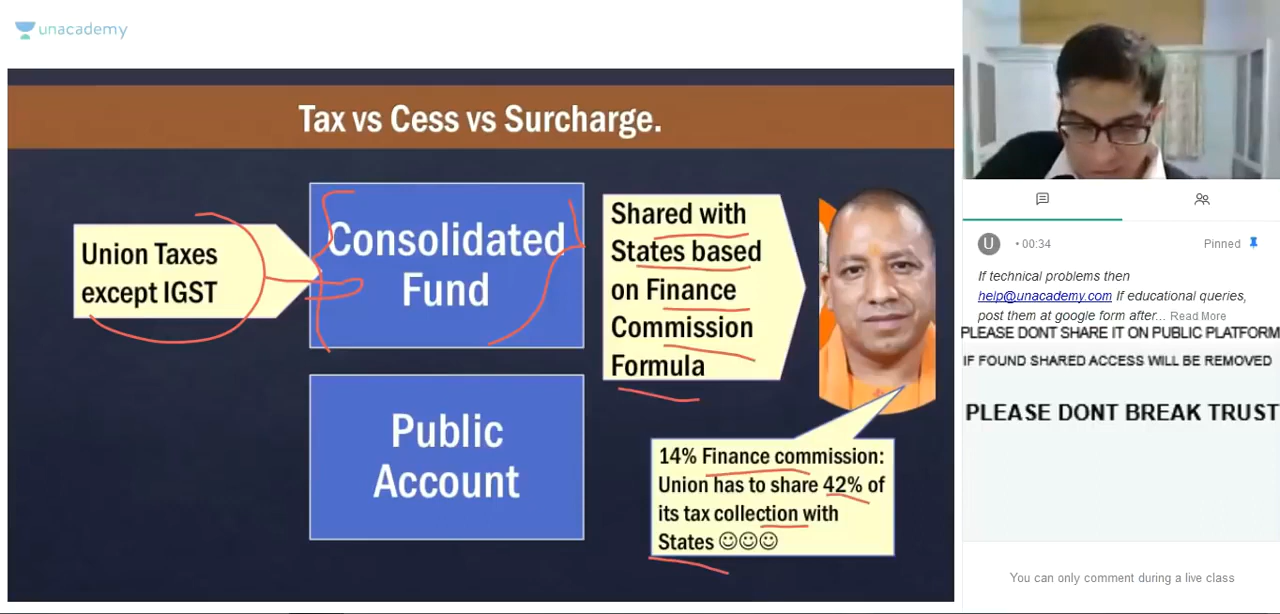 unacademy
Tax vs Cess vs Surcharge.
Union Taxes
except IGST
Consolidated
Fund
Shared with
States based
on Finance
Commission
Formula
Public
Account
14% Finance commission:
Union has to share 42% of
its tax collection with
States ☺☺☺
U • 00:34 Pinned
If technical problems then
help@unacademy.com If educational queries,
post them at google form after... Read More
PLEASE DONT SHARE IT ON PUBLIC PLATFORM
IF FOUND SHARED ACCESS WILL BE REMOVED
PLEASE DONT BREAK TRUST
You can only comment during a live class